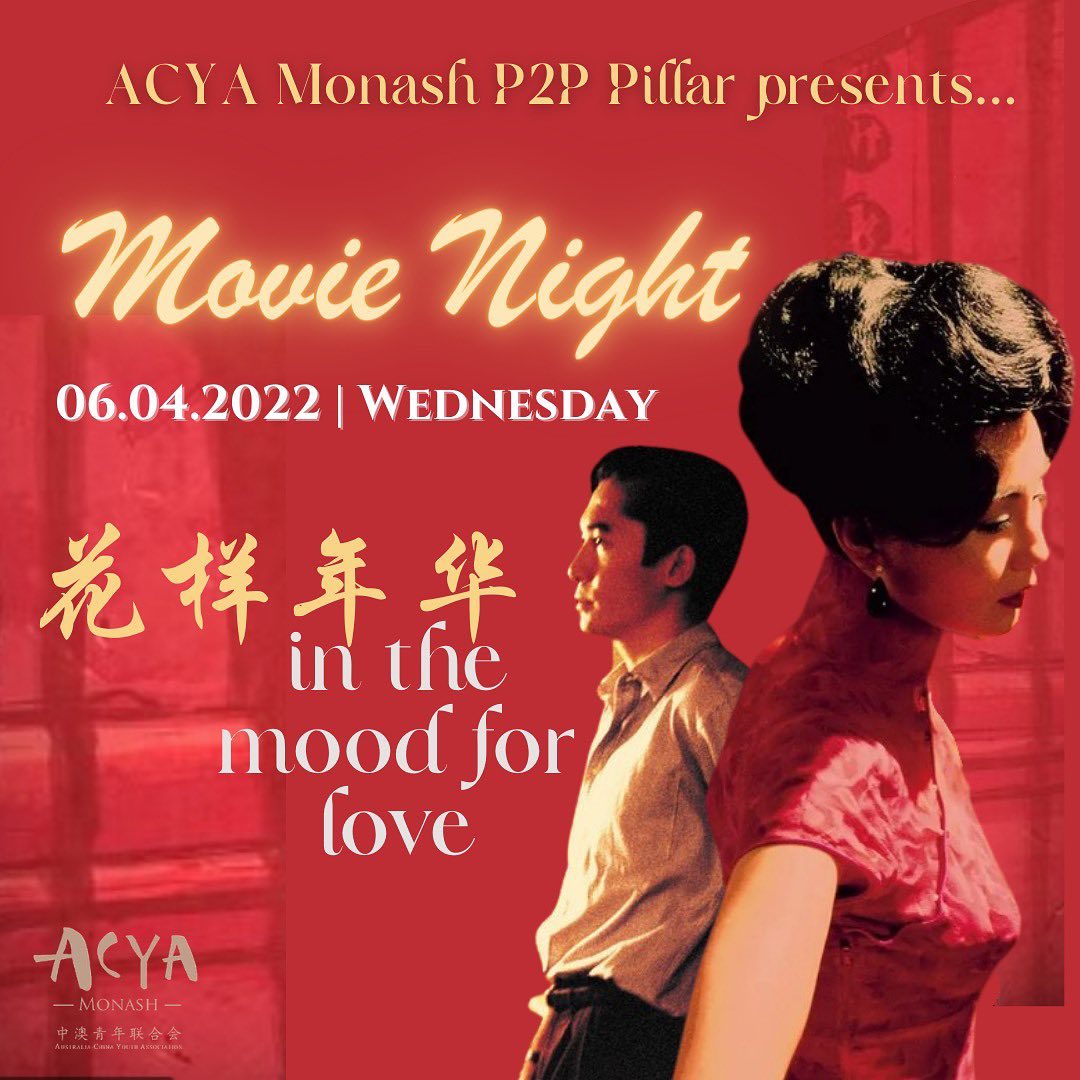 ACYA Monash P2P Pillar presents...
Movie Night
06.04.2022 | Wednesday
花样年华
in the
mood for
love
ACYA
— Monash —
中澳青年联合会
Australia-China Youth Association